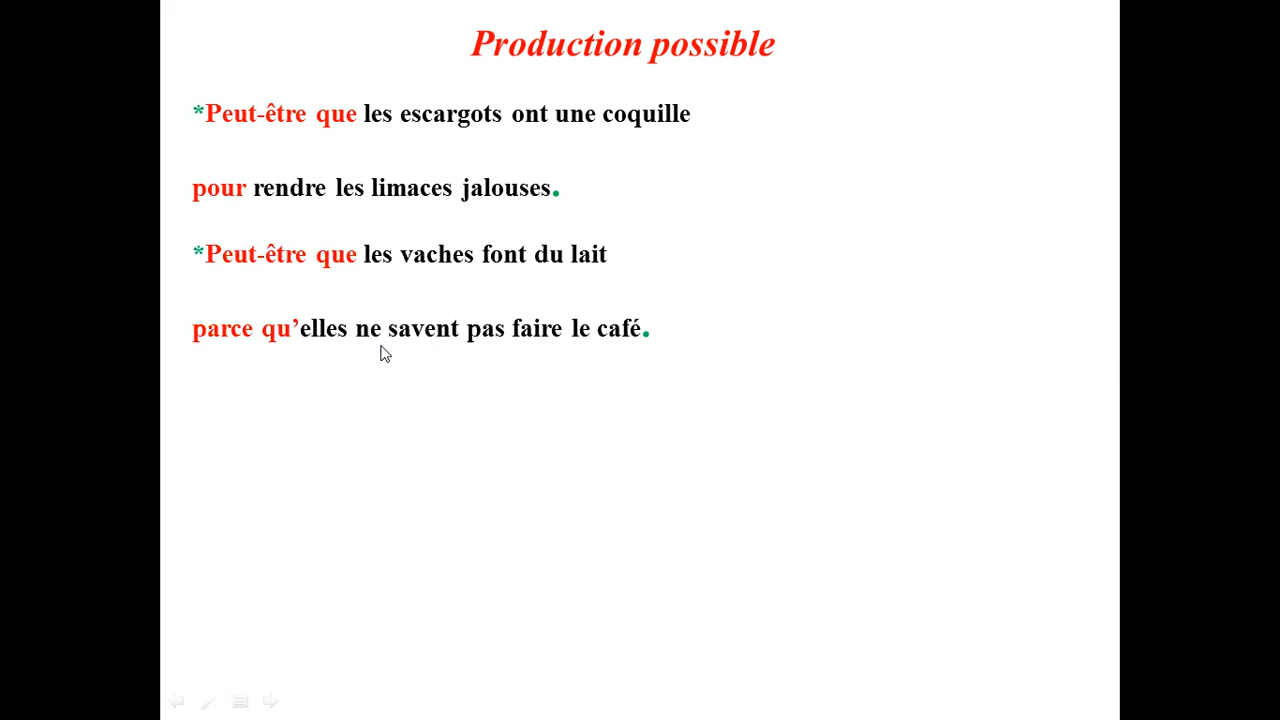 Production possible
*Peut-être que les escargots ont une coquille
pour rendre les limaces jalouses.
*Peut-être que les vaches font du lait
parce qu’elles ne savent pas faire le café.